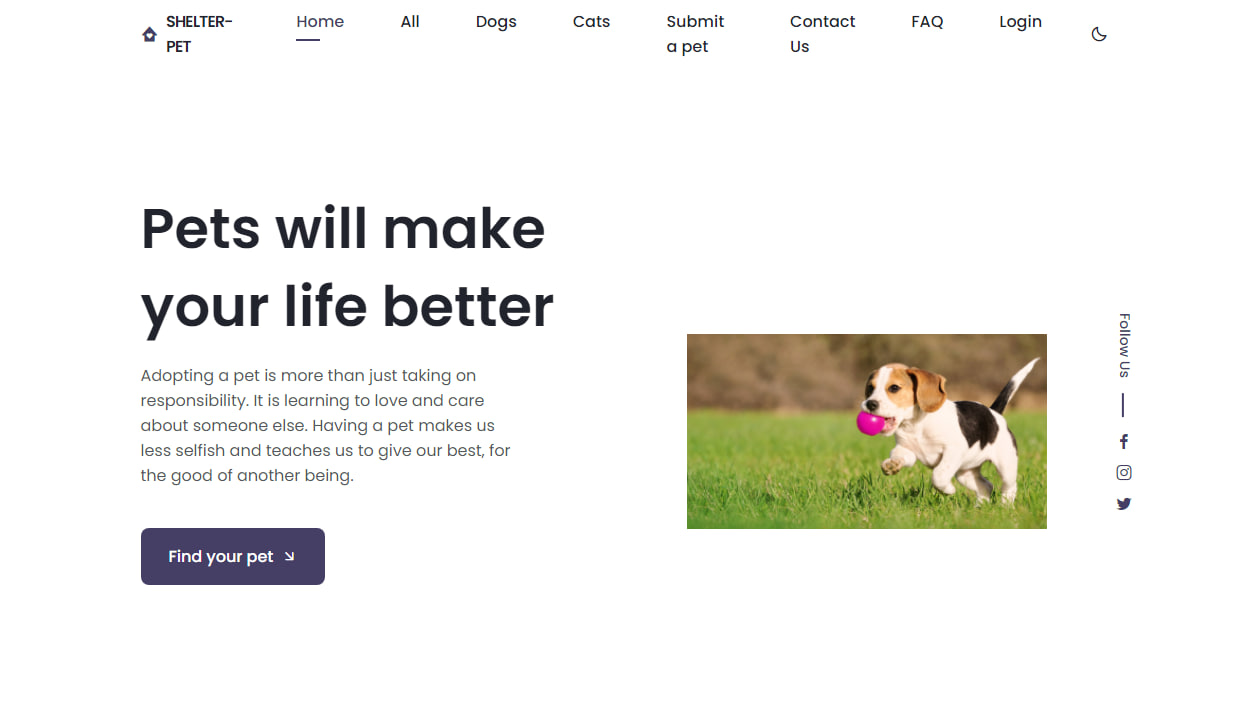 SHELTER-
PET
Home
All
Dogs
Cats
Submit
a pet
Contact
Us
FAQ
Login
Pets will make
your life better
Adopting a pet is more than just taking on
responsibility. It is learning to love and care
about someone else. Having a pet makes us
less selfish and teaches us to give our best, for
the good of another being.
Find your pet
Follow Us